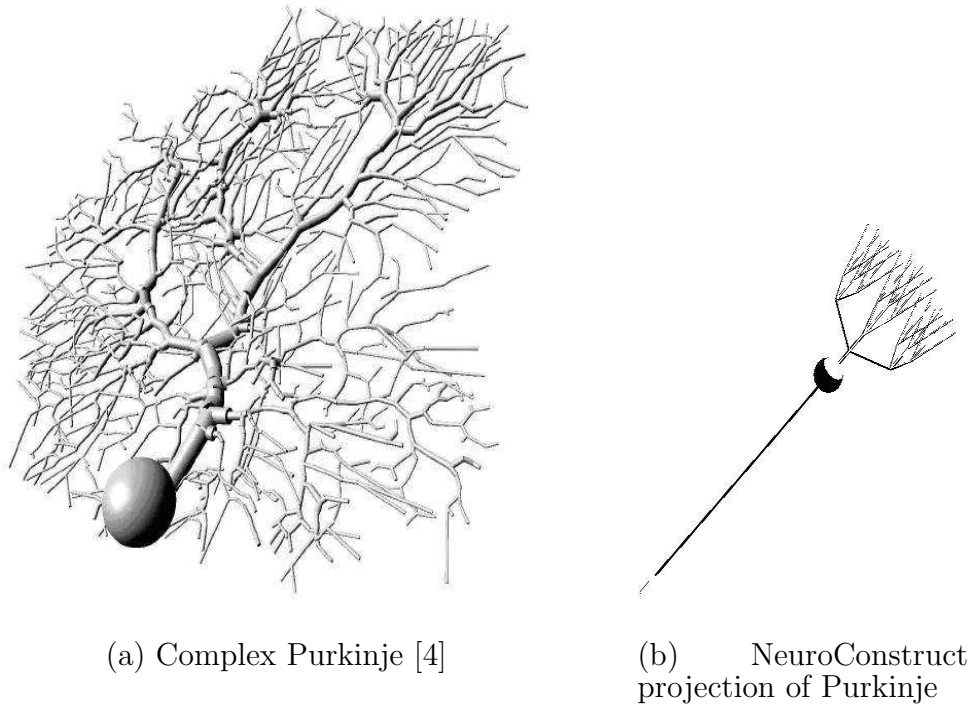 (a) Complex Purkinje [4]
(b) NeuroConstruct
projection of Purkinje